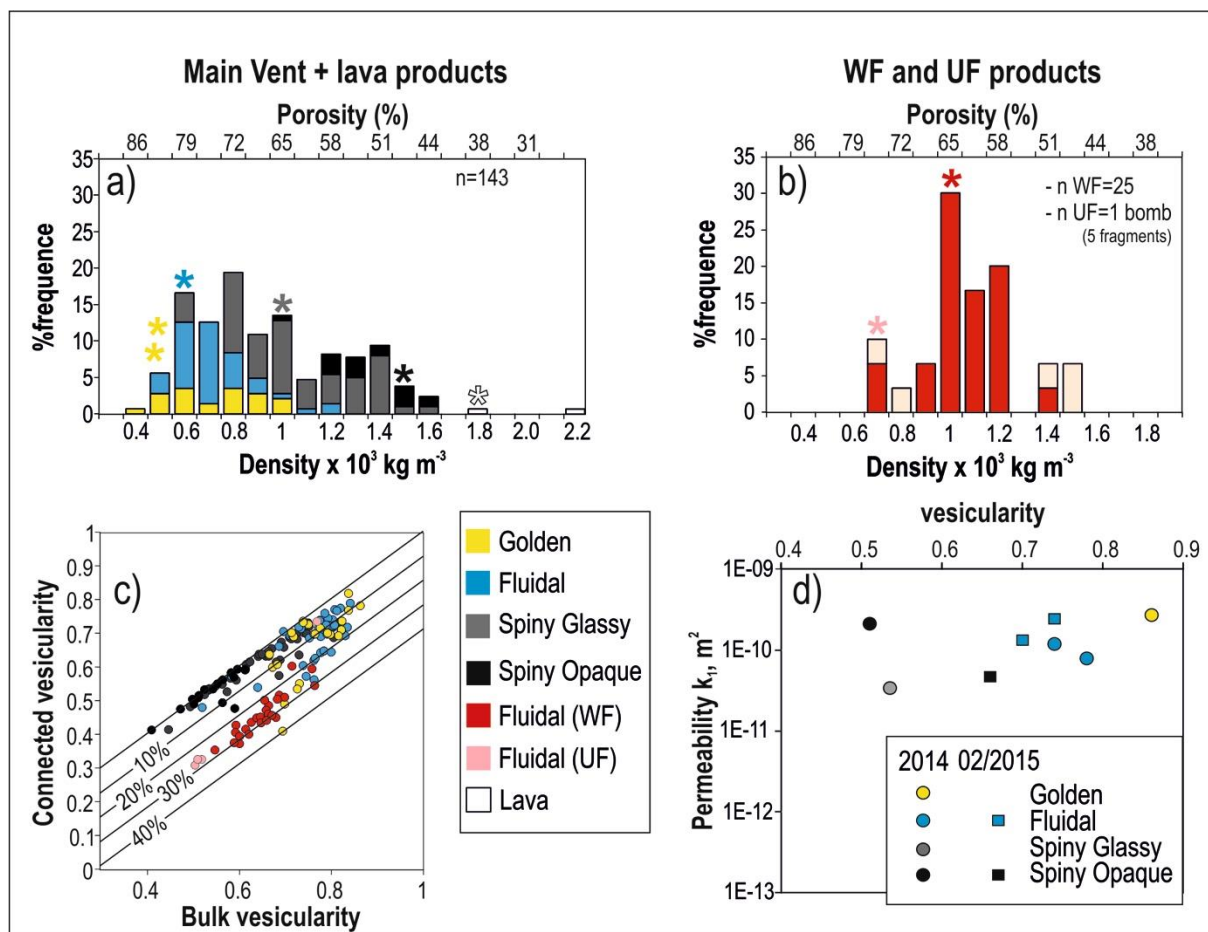 Main Vent + lava products
Porosity (%)
86 79 72 65 58 51 44 38 31
35
30
25
20
15
10
5
0
%frequence
a)
n=143
* * * * * *
0.4 0.6 0.8 1 1.4 1.6 1.8 2.0 2.2
Density x 10³ kg m⁻³
WF and UF products
Porosity (%)
86 79 72 65 58 51 44 38
35
30
25
20
15
10
5
0
%frequence
b)
- n WF=25
- n UF=1 bomb
(5 fragments)
* *
0.4 0.6 0.8 1 1.2 1.4 1.6 1.8
Density x 10³ kg m⁻³
1
0.9
0.8
0.7
0.6
0.5
0.4
0.3
0.2
0.1
0
Connected vesicularity
c)
10%
20%
30%
40%
0.4 0.6 0.8 1
Bulk vesicularity
Golden
Fluidal
Spiny Glassy
Spiny Opaque
Fluidal (WF)
Fluidal (UF)
Lava
vesicularity
0.4 0.5 0.6 0.7 0.8 0.9
1E-09
1E-10
1E-11
1E-12
1E-13
Permeability k₁, m²
d)
2014 02/2015
Golden
Fluidal
Spiny Glassy
Spiny Opaque